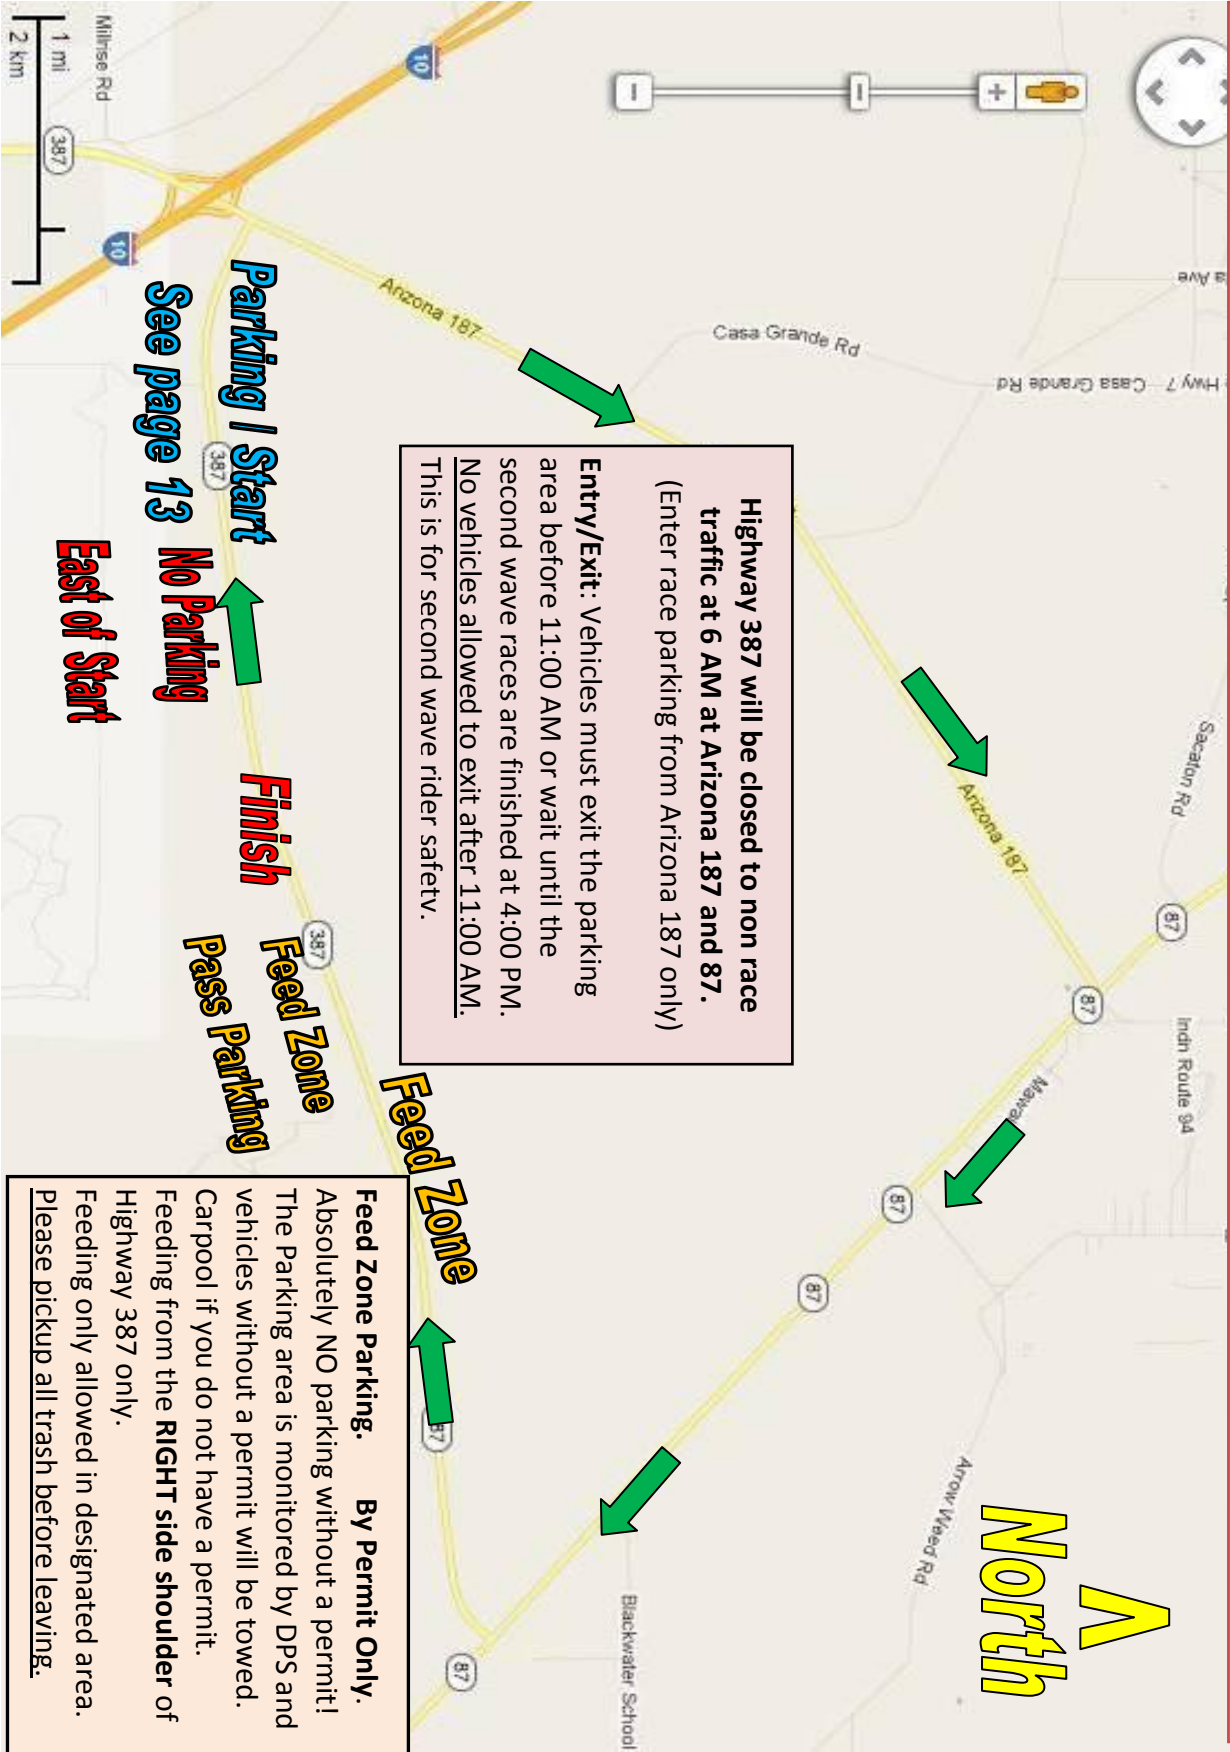 Λ
North
a Ave
Hwy 7
Casa Grande Rd
Sacaton Rd
87
Indn Route 94
87
Casa Grande Rd
Arizona 187
Arizona 187
87
87
Arrow Weed Rd
Blackwater School
87
87
10
387
Millrise Rd
1 mi
2 km
10
387
387
Highway 387 will be closed to non race
traffic at 6 AM at Arizona 187 and 87.
(Enter race parking from Arizona 187 only)
Entry/Exit: Vehicles must exit the parking
area before 11:00 AM or wait until the
second wave races are finished at 4:00 PM.
No vehicles allowed to exit after 11:00 AM.
This is for second wave rider safety.
Parking / Start
See page 13
No Parking
East of Start
Finish
Feed Zone
Pass Parking
Feed Zone
Feed Zone Parking. By Permit Only.
Absolutely NO parking without a permit!
The Parking area is monitored by DPS and
vehicles without a permit will be towed.
Carpool if you do not have a permit.
Feeding from the RIGHT side shoulder of
Highway 387 only.
Feeding only allowed in designated area.
Please pickup all trash before leaving.